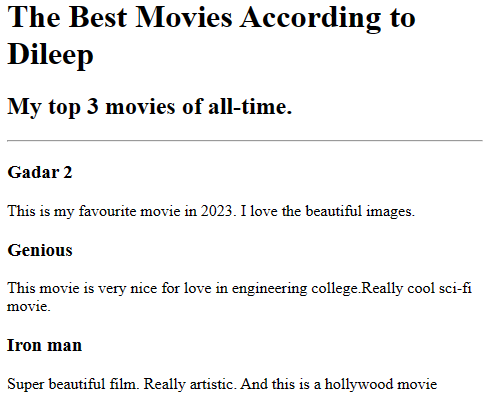 The Best Movies According to
Dileep
My top 3 movies of all-time.
Gadar 2
This is my favourite movie in 2023. I love the beautiful images.
Genious
This movie is very nice for love in engineering college.Really cool sci-fi
movie.
Iron man
Super beautiful film. Really artistic. And this is a hollywood movie